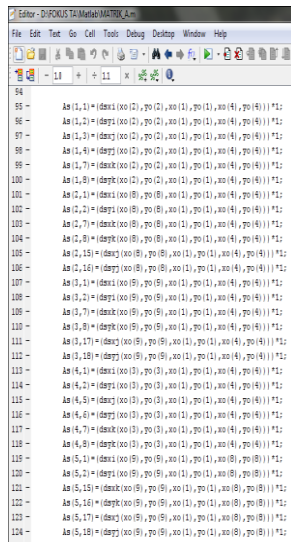 Editor - D:\FOKUS TA\Matlab\MATRIK_A.m
File Edit Text Go Cell Tools Debug Desktop Window Help
- 1.0 + ÷ 1.1 ×
94
95 - As(1,1)=(dsxi(xo(2),yo(2),xo(1),yo(1),xo(4),yo(4)))*1;
96 - As(1,2)=(dsyi(xo(2),yo(2),xo(1),yo(1),xo(4),yo(4)))*1;
97 - As(1,3)=(dsxj(xo(2),yo(2),xo(1),yo(1),xo(4),yo(4)))*1;
98 - As(1,4)=(dsyj(xo(2),yo(2),xo(1),yo(1),xo(4),yo(4)))*1;
99 - As(1,7)=(dsxk(xo(2),yo(2),xo(1),yo(1),xo(4),yo(4)))*1;
100 - As(1,8)=(dsyk(xo(2),yo(2),xo(1),yo(1),xo(4),yo(4)))*1;
101 - As(2,1)=(dsxi(xo(8),yo(8),xo(1),yo(1),xo(4),yo(4)))*1;
102 - As(2,2)=(dsyi(xo(8),yo(8),xo(1),yo(1),xo(4),yo(4)))*1;
103 - As(2,7)=(dsxk(xo(8),yo(8),xo(1),yo(1),xo(4),yo(4)))*1;
104 - As(2,8)=(dsyk(xo(8),yo(8),xo(1),yo(1),xo(4),yo(4)))*1;
105 - As(2,15)=(dsxj(xo(8),yo(8),xo(1),yo(1),xo(4),yo(4)))*1;
106 - As(2,16)=(dsyj(xo(8),yo(8),xo(1),yo(1),xo(4),yo(4)))*1;
107 - As(3,1)=(dsxi(xo(9),yo(9),xo(1),yo(1),xo(4),yo(4)))*1;
108 - As(3,2)=(dsyi(xo(9),yo(9),xo(1),yo(1),xo(4),yo(4)))*1;
109 - As(3,7)=(dsxk(xo(9),yo(9),xo(1),yo(1),xo(4),yo(4)))*1;
110 - As(3,8)=(dsyk(xo(9),yo(9),xo(1),yo(1),xo(4),yo(4)))*1;
111 - As(3,17)=(dsxj(xo(9),yo(9),xo(1),yo(1),xo(4),yo(4)))*1;
112 - As(3,18)=(dsyj(xo(9),yo(9),xo(1),yo(1),xo(4),yo(4)))*1;
113 - As(4,1)=(dsxi(xo(3),yo(3),xo(1),yo(1),xo(4),yo(4)))*1;
114 - As(4,2)=(dsyi(xo(3),yo(3),xo(1),yo(1),xo(4),yo(4)))*1;
115 - As(4,5)=(dsxj(xo(3),yo(3),xo(1),yo(1),xo(4),yo(4)))*1;
116 - As(4,6)=(dsyj(xo(3),yo(3),xo(1),yo(1),xo(4),yo(4)))*1;
117 - As(4,7)=(dsxk(xo(3),yo(3),xo(1),yo(1),xo(4),yo(4)))*1;
118 - As(4,8)=(dsyk(xo(3),yo(3),xo(1),yo(1),xo(4),yo(4)))*1;
119 - As(5,1)=(dsxi(xo(9),yo(9),xo(1),yo(1),xo(8),yo(8)))*1;
120 - As(5,2)=(dsyi(xo(9),yo(9),xo(1),yo(1),xo(8),yo(8)))*1;
121 - As(5,15)=(dsxk(xo(9),yo(9),xo(1),yo(1),xo(8),yo(8)))*1;
122 - As(5,16)=(dsyk(xo(9),yo(9),xo(1),yo(1),xo(8),yo(8)))*1;
123 - As(5,17)=(dsxj(xo(9),yo(9),xo(1),yo(1),xo(8),yo(8)))*1;
124 - As(5,18)=(dsyj(xo(9),yo(9),xo(1),yo(1),xo(8),yo(8)))*1;